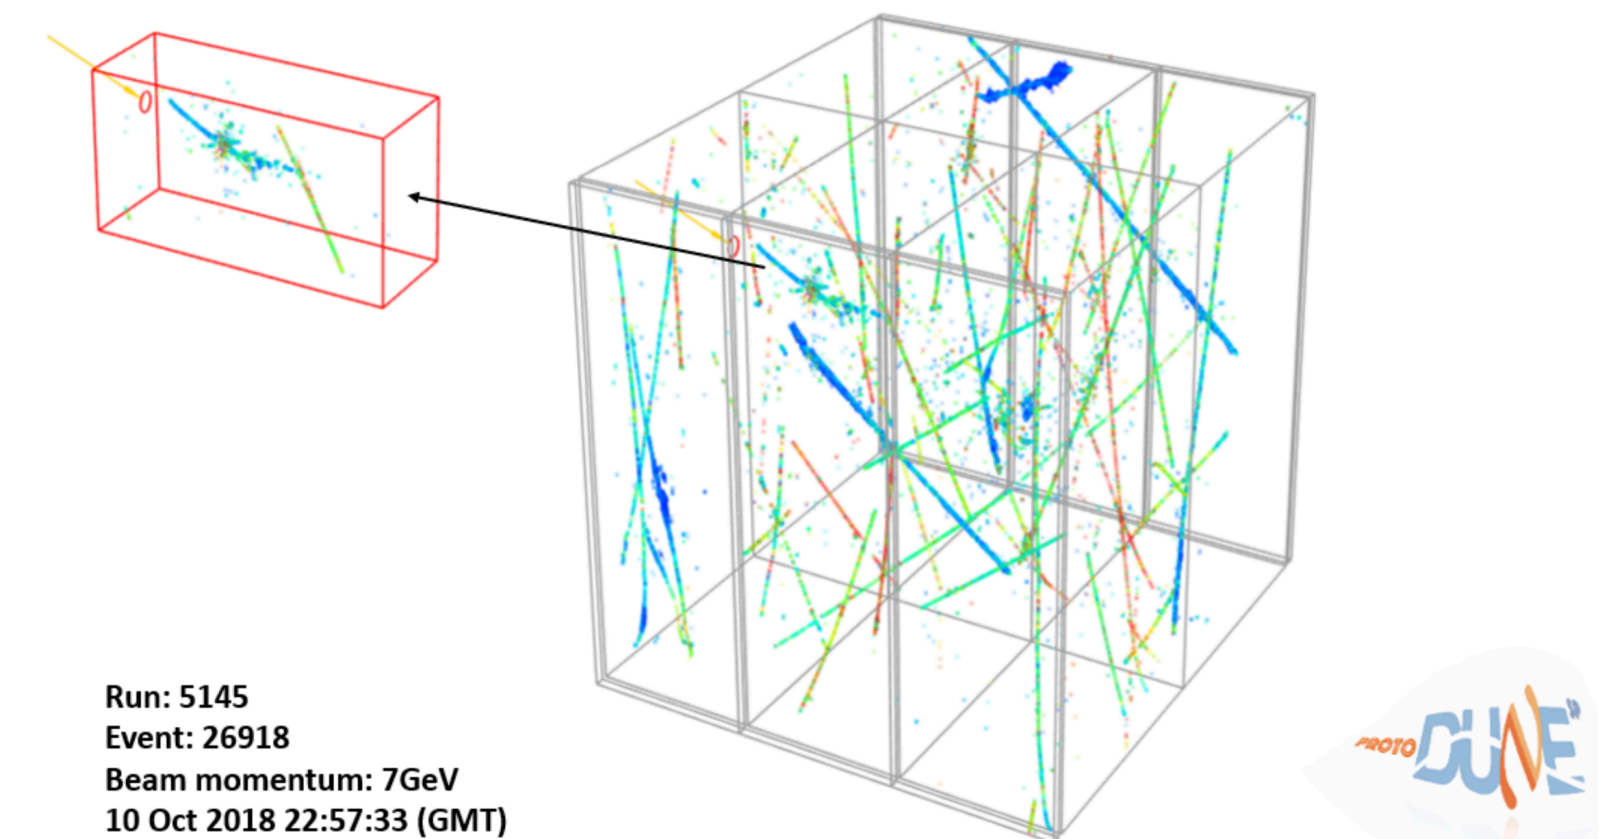 Run: 5145
Event: 26918
Beam momentum: 7GeV
10 Oct 2018 22:57:33 (GMT)
PROTO DUNE